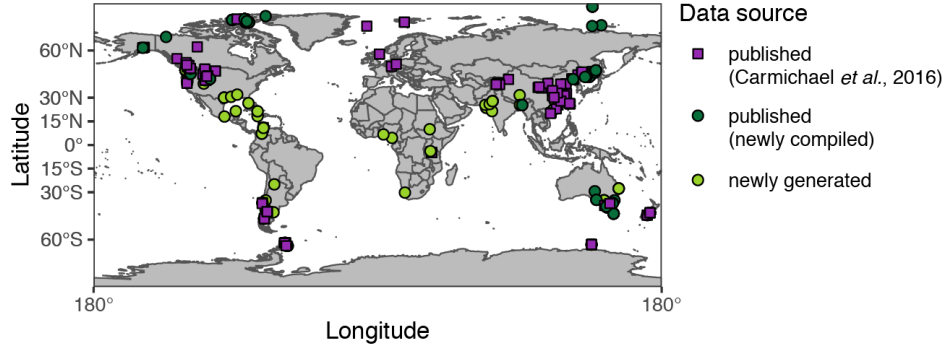 Data source
published
(Carmichael et al., 2016)
published
(newly compiled)
newly generated
Latitude
60°N
30°N
15°N
0°
15°S
30°S
60°S
180°
180°
Longitude